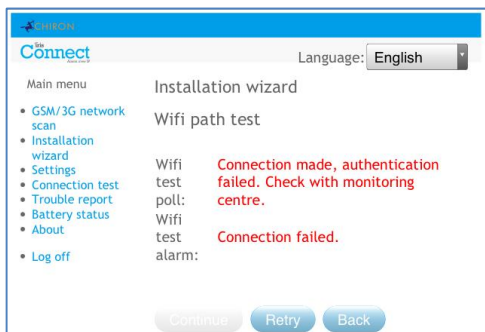 CHIRON
Iris
Connect
Language: English
Main menu
Installation wizard
GSM/3G network
scan
Wifi path test
Installation
wizard
Settings
Connection test
Trouble report
Battery status
About
Log off
Wifi
test
poll:
Connection made, authentication
failed. Check with monitoring
centre.
Wifi
test
alarm:
Connection failed.
Continue
Retry
Back